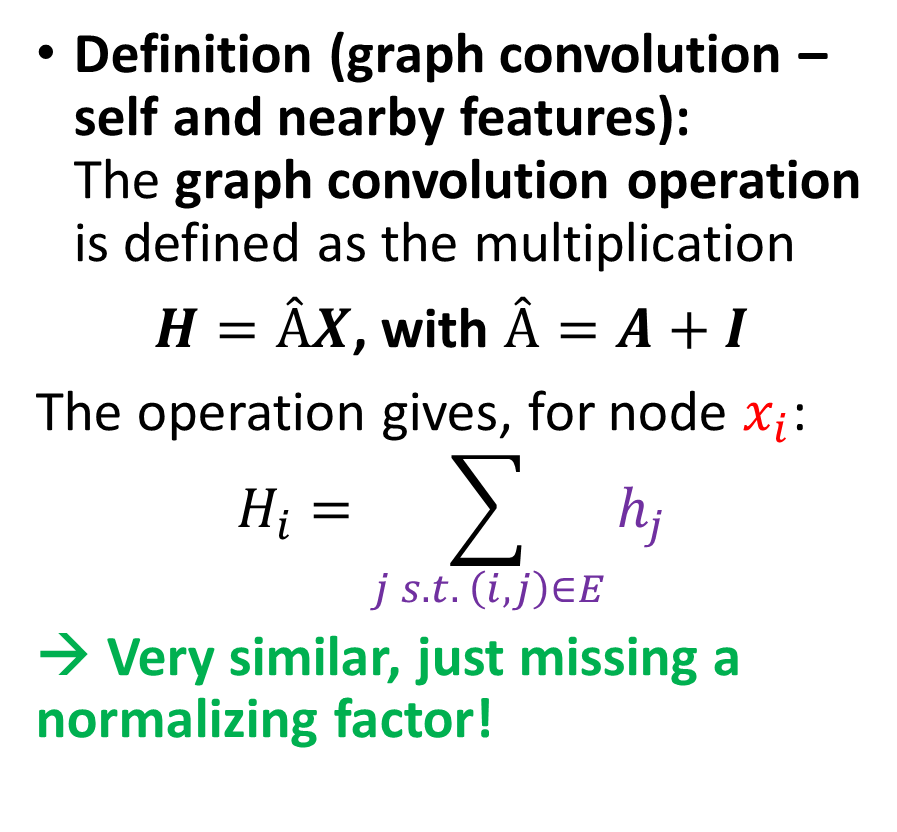 • Definition (graph convolution –
self and nearby features):
The graph convolution operation
is defined as the multiplication
H = ÂX, with Â = A + I
The operation gives, for node xᵢ:
Hᵢ = ∑ hⱼ
j s.t. (i,j)∈E
→ Very similar, just missing a
normalizing factor!